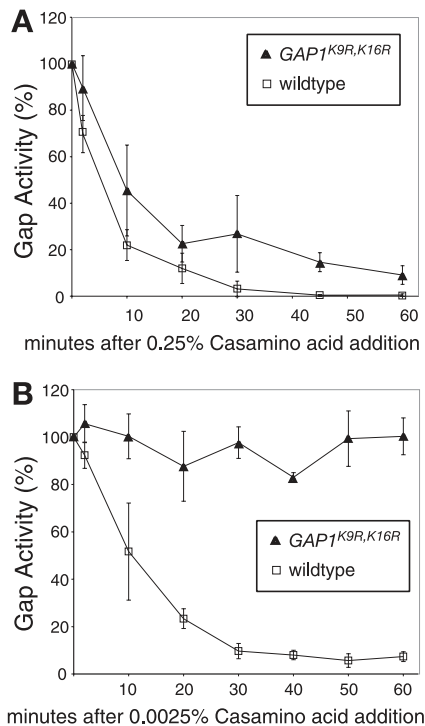 A
120
100
80
60
40
20
0
Gap Activity (%)
GAP1K9R,K16R
wildtype
10 20 30 40 50 60
minutes after 0.25% Casamino acid addition
B
120
100
80
60
40
20
0
Gap Activity (%)
GAP1K9R,K16R
wildtype
10 20 30 40 50 60
minutes after 0.0025% Casamino acid addition